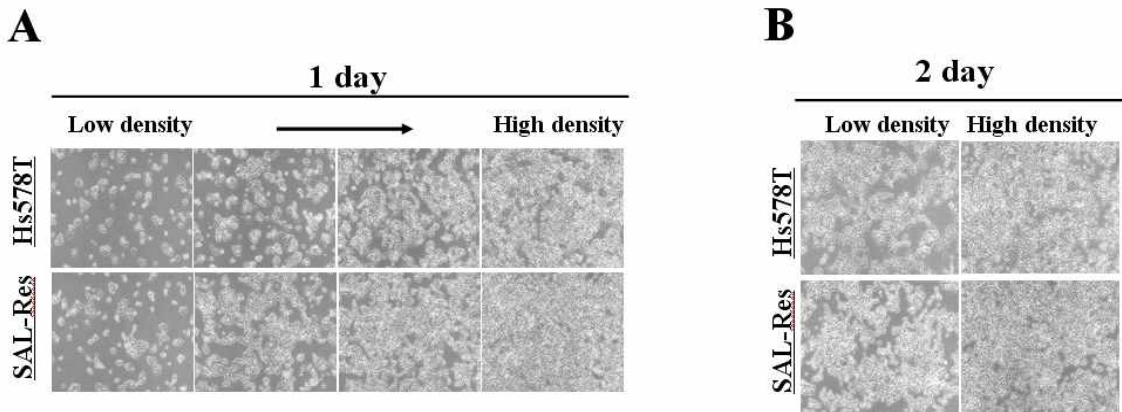 A
1 day
Low density
High density
Hs578T
SAL-Res
B
2 day
Low density High density
Hs578T
SAL-Res